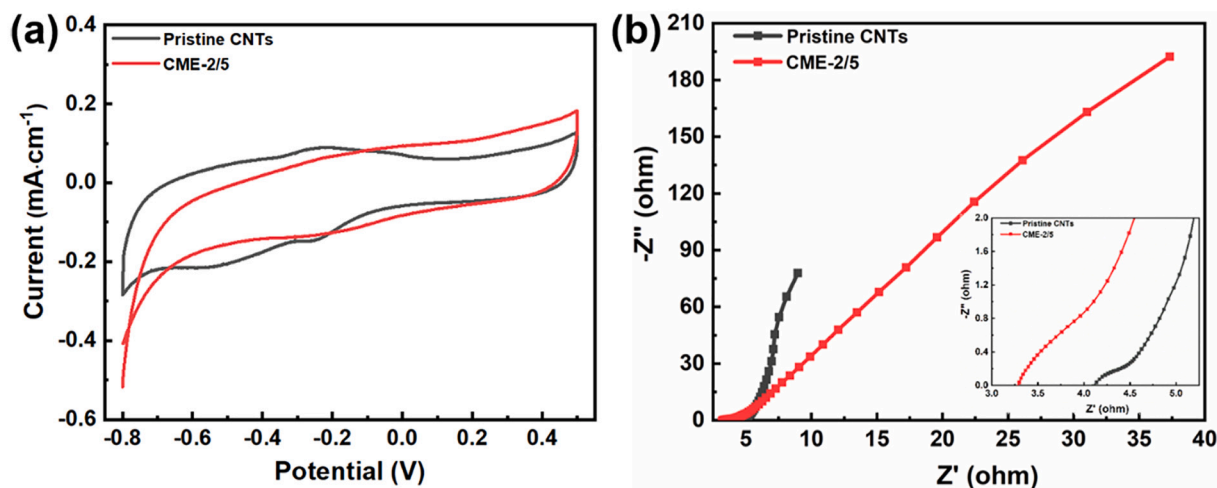 (a)
Pristine CNTs
CME-2/5
Current (mA·cm⁻¹)
0.4
0.2
0.0
-0.2
-0.4
-0.6
-0.8 -0.6 -0.4 -0.2 0.0 0.2 0.4
Potential (V)
(b)
Pristine CNTs
CME-2/5
-Z'' (ohm)
210
180
150
120
90
60
30
0
5 10 15 20 25 30 35 40
Z' (ohm)
Pristine CNTs
CME-2/5
-Z'' (ohm)
2.0
1.6
1.2
0.8
0.4
0.0
3.0 3.5 4.0 4.5 5.0
Z' (ohm)